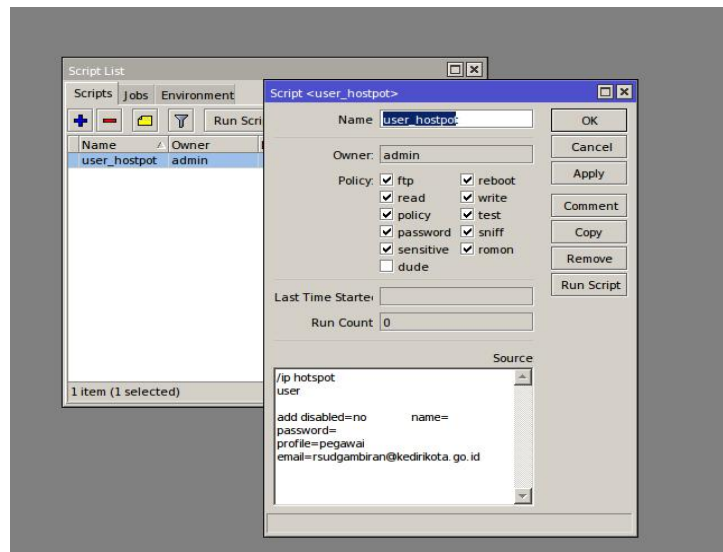 Script List
Scripts Jobs Environment
Run Scri
Name Owner
user_hostpot admin
1 item (1 selected)
Script <user_hostpot>
Name user_hostpot
Owner: admin
Policy: ftp reboot
read write
policy test
password sniff
sensitive romon
dude
Last Time Starte
Run Count 0
Source
/ip hotspot
user
add disabled=no name=
password=
profile=pegawai
email=rsudgambiran@kedirikota.go.id
OK
Cancel
Apply
Comment
Copy
Remove
Run Script